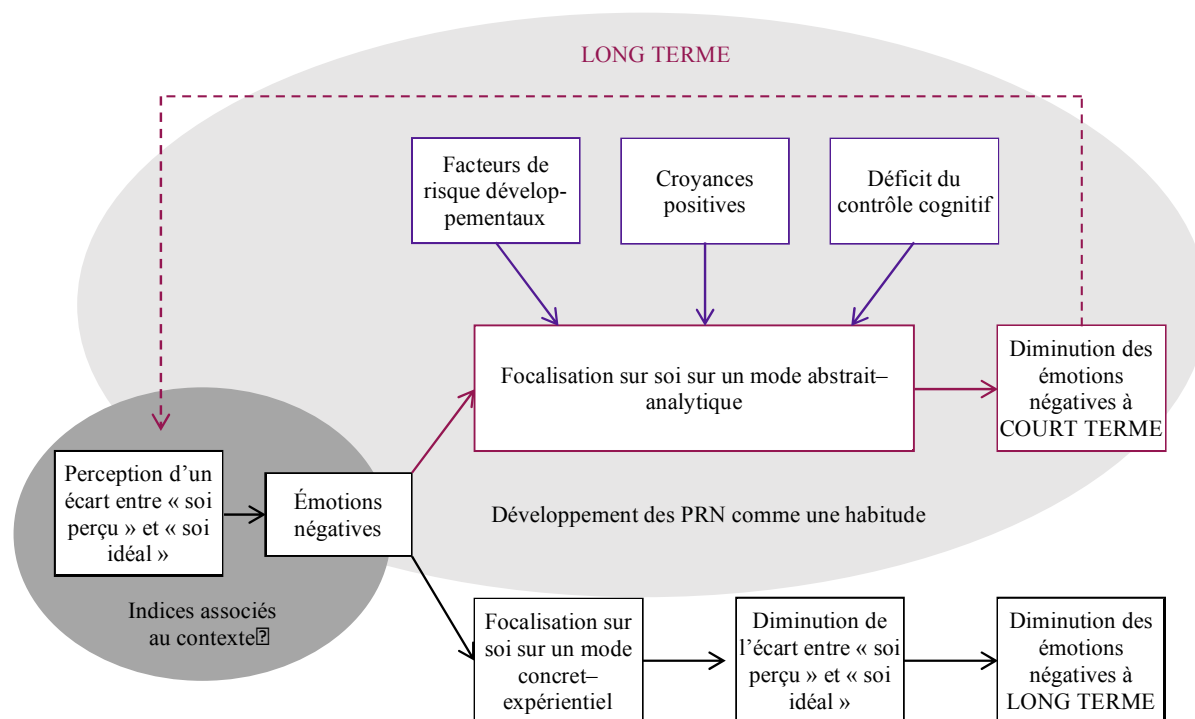 LONG TERME
Facteurs de
risque dévelop-
pementaux
Croyances
positives
Déficit du
contrôle cognitif
Focalisation sur soi sur un mode abstrait–
analytique
Diminution des
émotions
négatives à
COURT TERME
Perception d’un
écart entre « soi
perçu » et « soi
idéal »
Émotions
négatives
Développement des PRN comme une habitude
Indices associés
au contexte
Focalisation sur
soi sur un mode
concret–
expérientiel
Diminution de
l’écart entre « soi
perçu » et « soi
idéal »
Diminution des
émotions
négatives à
LONG TERME